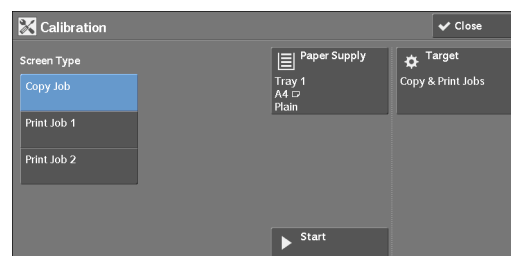 Calibration
Close
Screen Type
Copy Job
Print Job 1
Print Job 2
Paper Supply
Tray 1
A4
Plain
Target
Copy & Print Jobs
Start